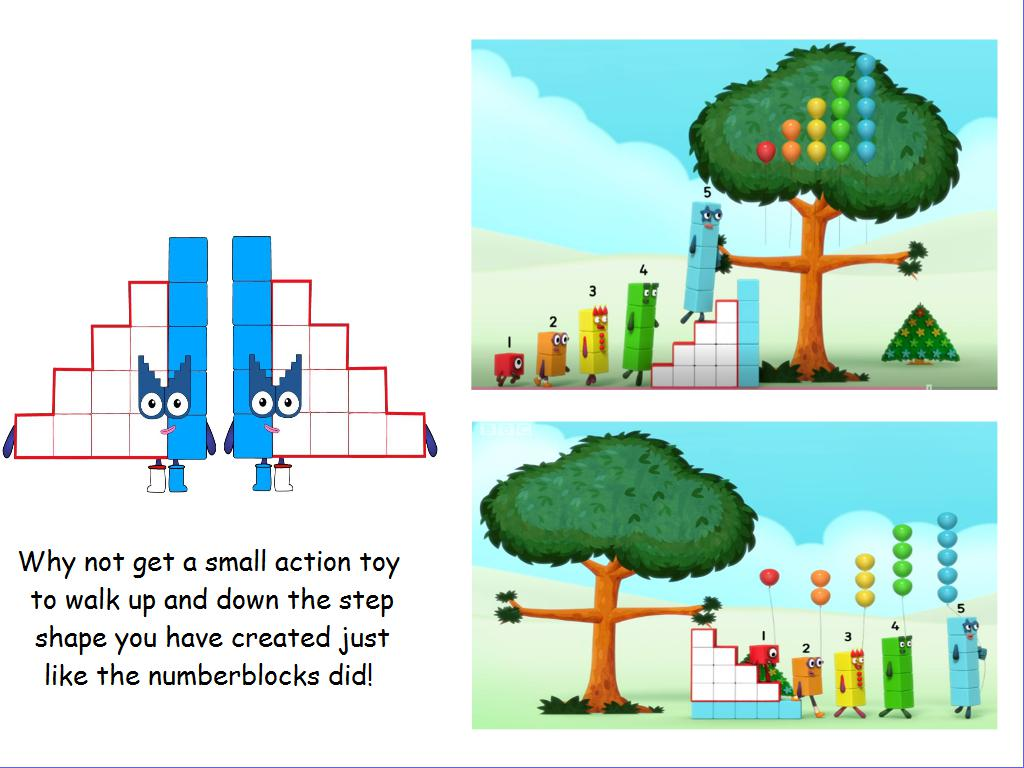 Why not get a small action toy
to walk up and down the step
shape you have created just
like the numberblocks did!
5
4
3
2
1
BBC
1
2
3
4
5